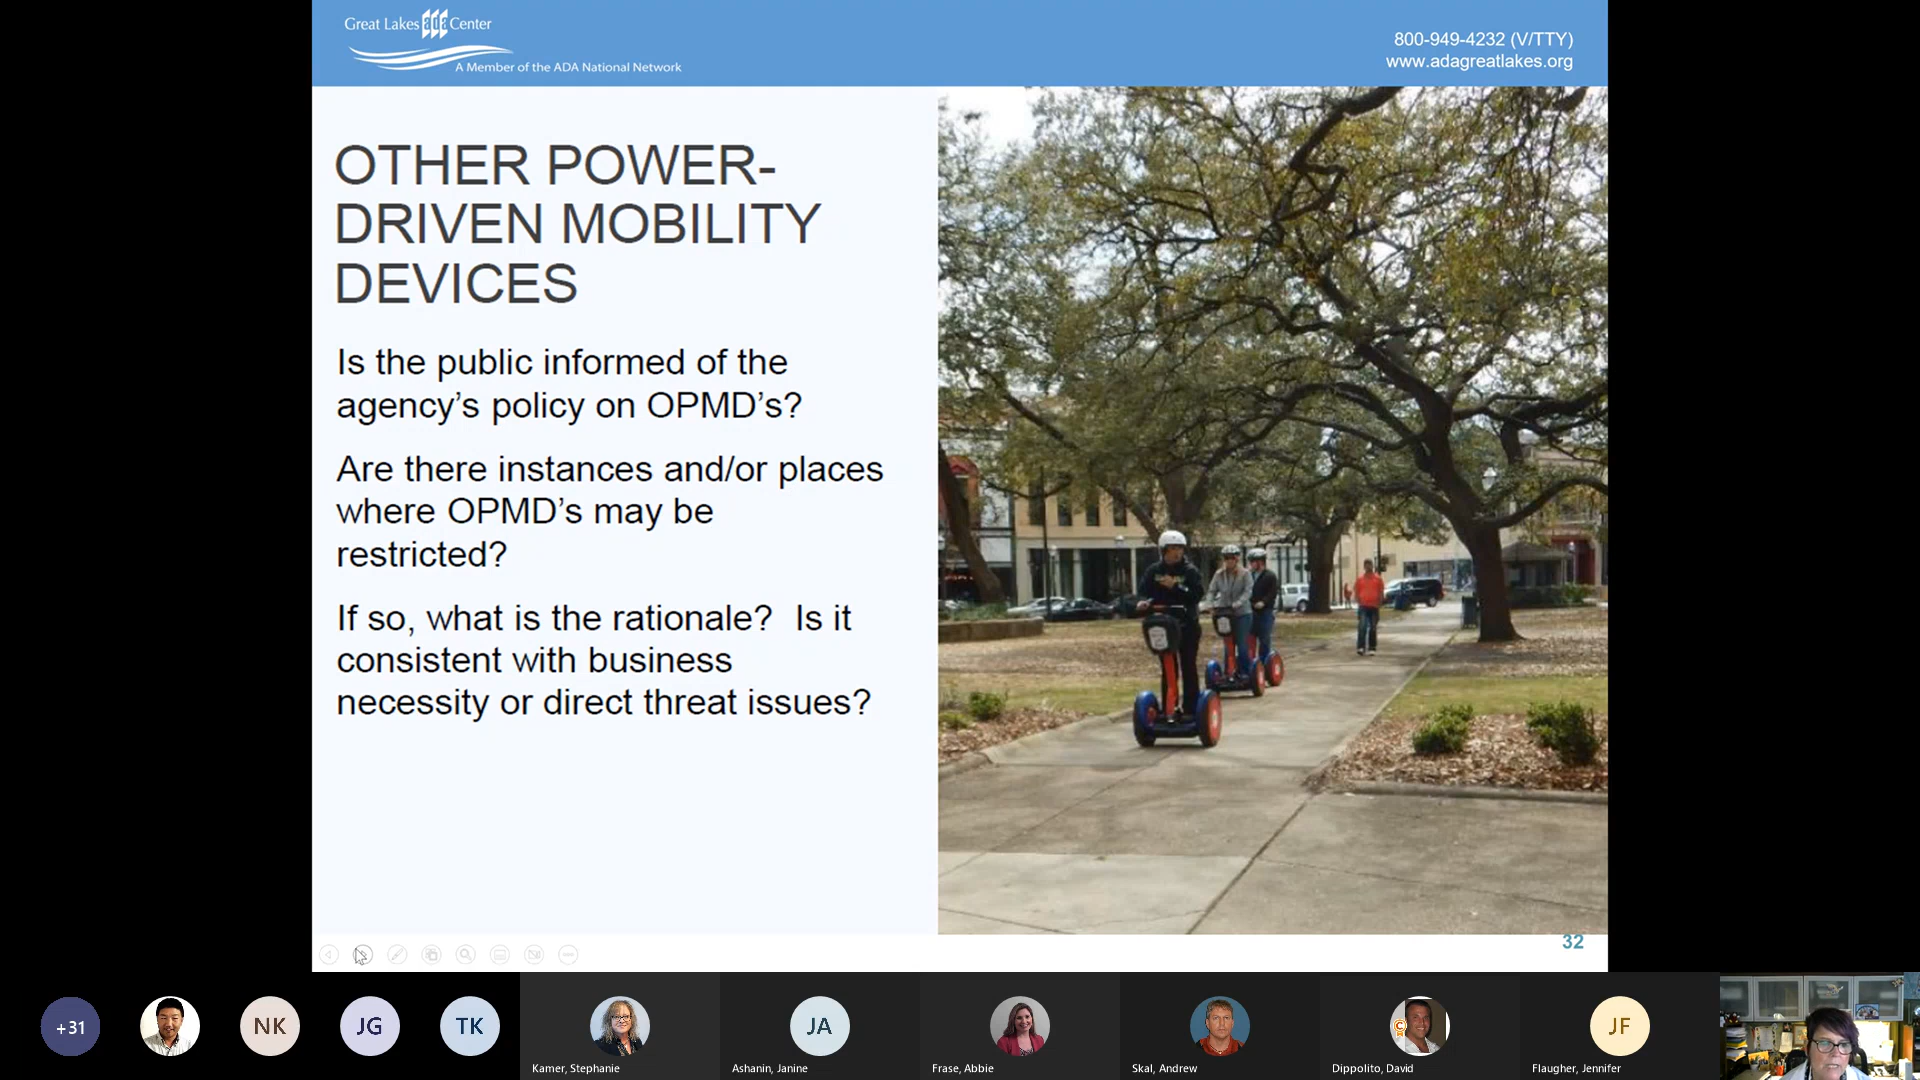 Great Lakes ada Center
A Member of the ADA National Network
800-949-4232 (V/TTY)
www.adagreatlakes.org
OTHER POWER-
DRIVEN MOBILITY
DEVICES
Is the public informed of the
agency’s policy on OPMD’s?
Are there instances and/or places
where OPMD’s may be
restricted?
If so, what is the rationale?  Is it
consistent with business
necessity or direct threat issues?
32
+31
NK
JG
TK
JA
JF
Kamer, Stephanie
Ashanin, Janine
Frase, Abbie
Skal, Andrew
Dippolito, David
Flaugher, Jennifer